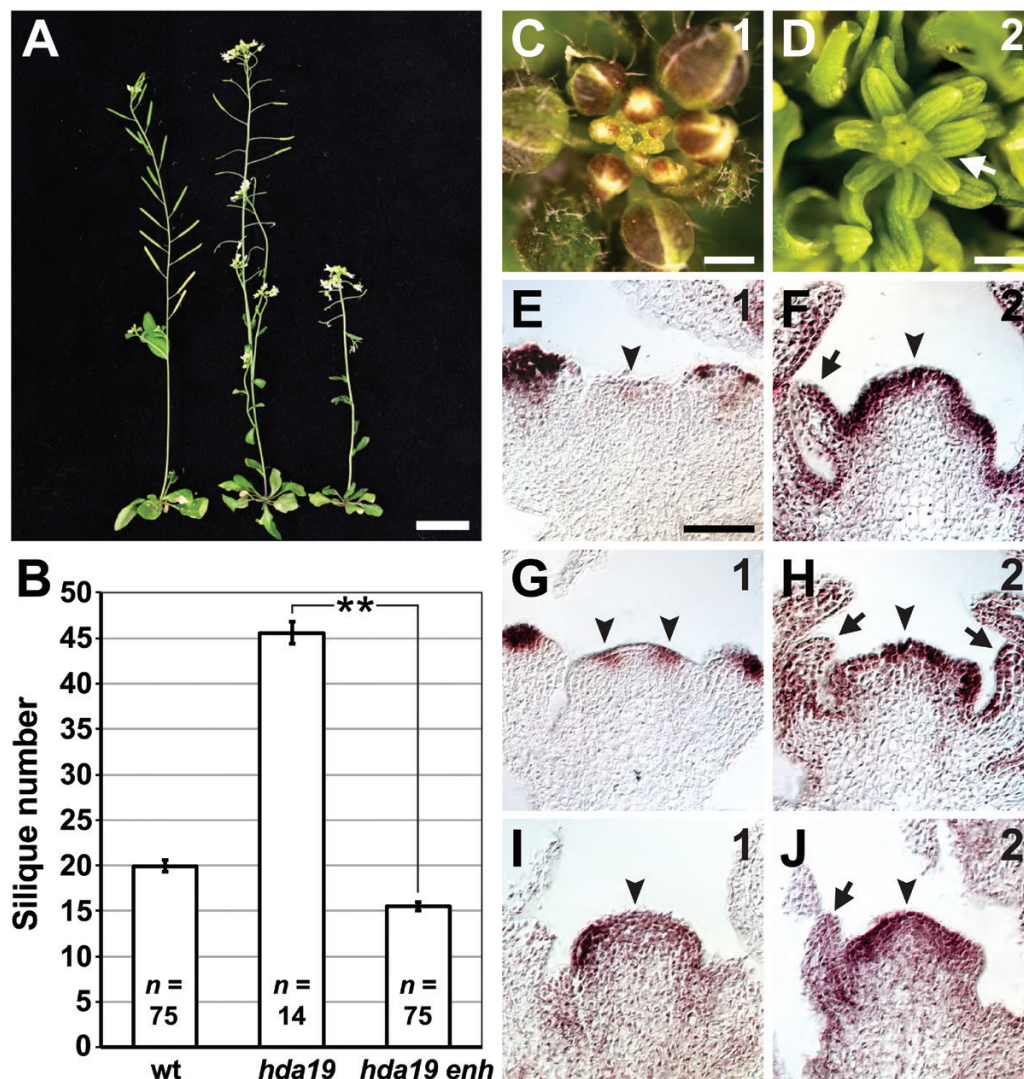 A
B
Silique number
50
45
40
35
30
25
20
15
10
5
0
**
n = 75
n = 14
n = 75
wt
hda19
hda19 enh
C 1
D 2
E 1
F 2
G 1
H 2
I 1
J 2